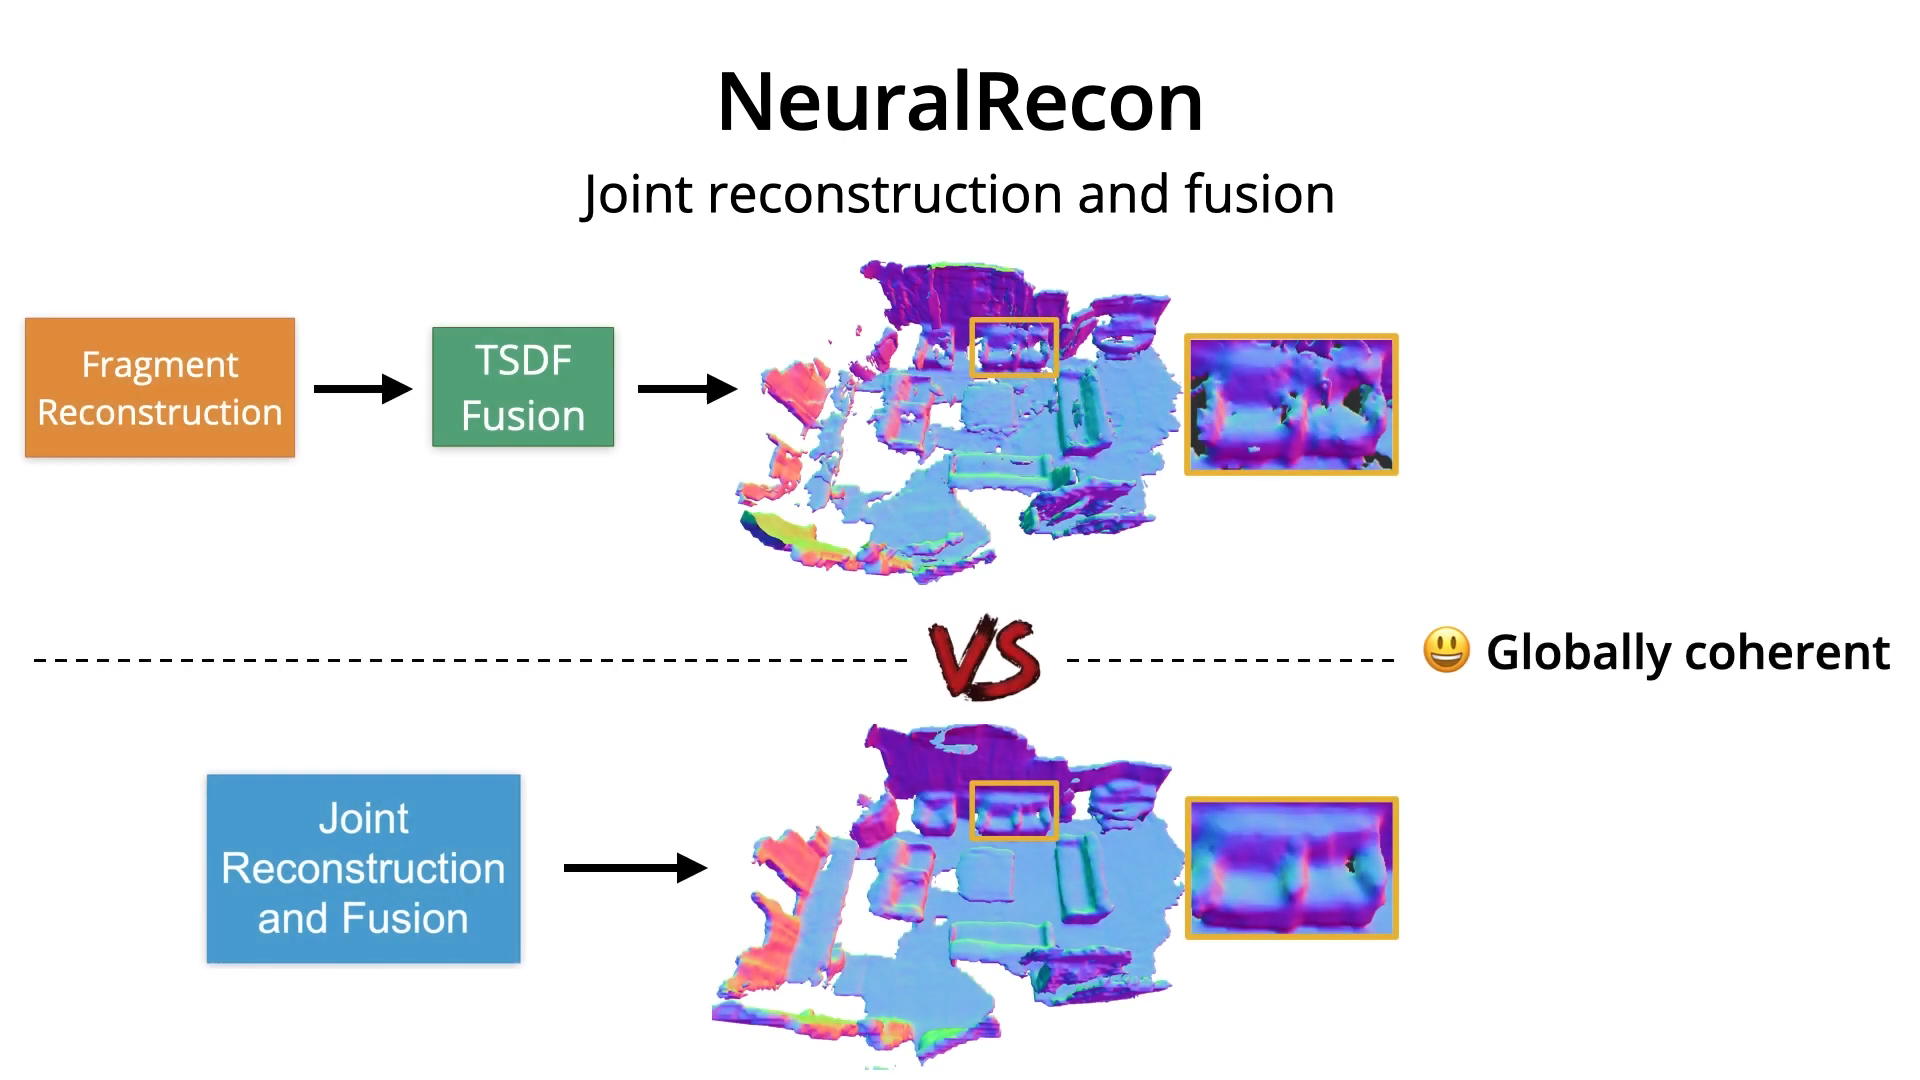 NeuralRecon
Joint reconstruction and fusion
Fragment
Reconstruction
TSDF
Fusion
VS
😃 Globally coherent
Joint
Reconstruction
and Fusion